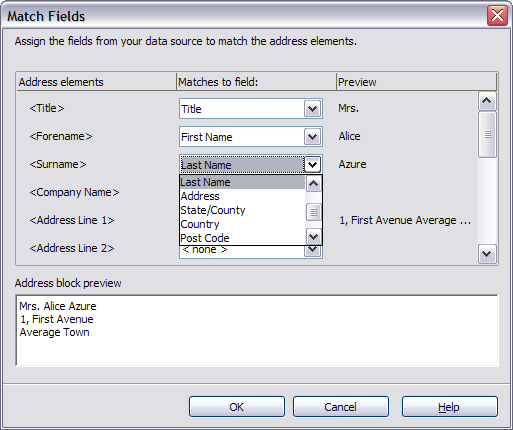 Match Fields
Assign the fields from your data source to match the address elements.
Address elements Matches to field: Preview
<Title> Title Mrs.
<Forename> First Name Alice
<Surname> Last Name Azure
Last Name
<Company Name>
Address
State/County
<Address Line 1> 1, First Avenue Average ...
Country
Post Code
<Address Line 2> < none >
Address block preview
Mrs. Alice Azure
1, First Avenue
Average Town
OK Cancel Help